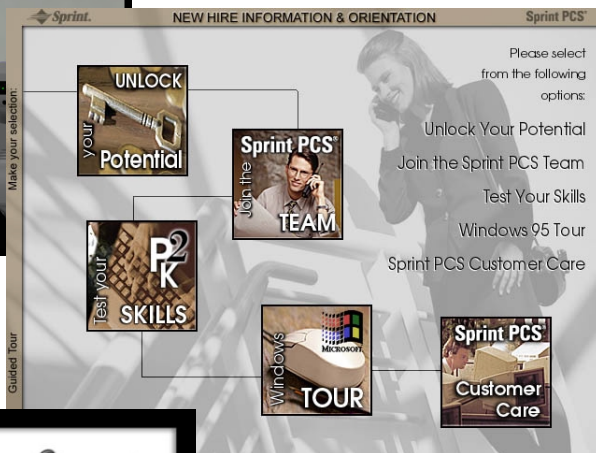 Sprint.
NEW HIRE INFORMATION & ORIENTATION
Sprint PCS
Make your selection:
Guided Tour
Please select
from the following
options:
Unlock Your Potential
Join the Sprint PCS Team
Test Your Skills
Windows 95 Tour
Sprint PCS Customer Care
UNLOCK
your
Potential
Sprint PCS
Join the
TEAM
Test your
P2K
SKILLS
Windows
MICROSOFT
TOUR
Sprint PCS
Customer
Care